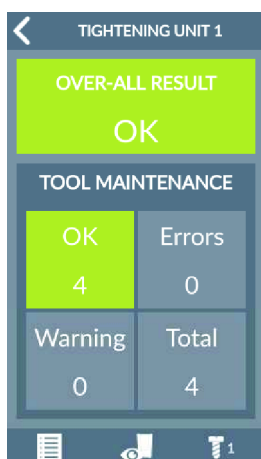 TIGHTENING UNIT 1
OVER-ALL RESULT
OK
TOOL MAINTENANCE
OK Errors
4 0
Warning Total
0 4
1